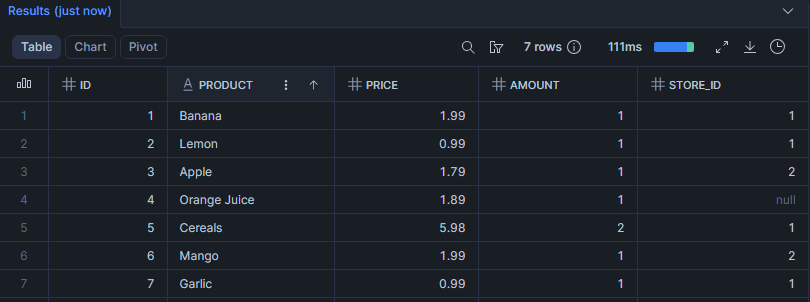 Results (just now)
Table Chart Pivot 7 rows 111ms
ID PRODUCT PRICE AMOUNT STORE_ID
1 1 Banana 1.99 1 1
2 2 Lemon 0.99 1 1
3 3 Apple 1.79 1 2
4 4 Orange Juice 1.89 1 null
5 5 Cereals 5.98 2 1
6 6 Mango 1.99 1 2
7 7 Garlic 0.99 1 1